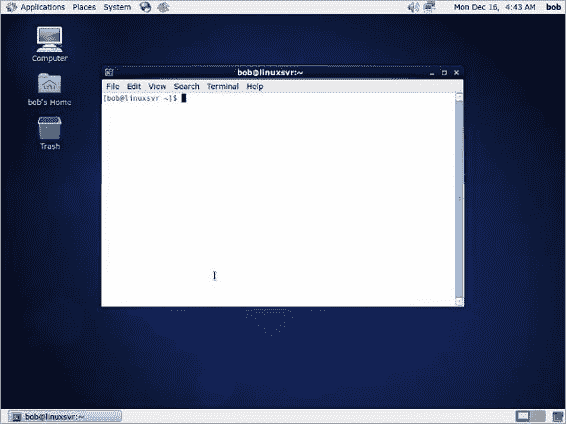 Applications Places System Mon Dec 16, 4:43 AM bob
Computer
bob's Home
Trash
bob@linuxsvr:~
File Edit View Search Terminal Help
[bob@linuxsvr ~]$
bob@linuxsvr:~